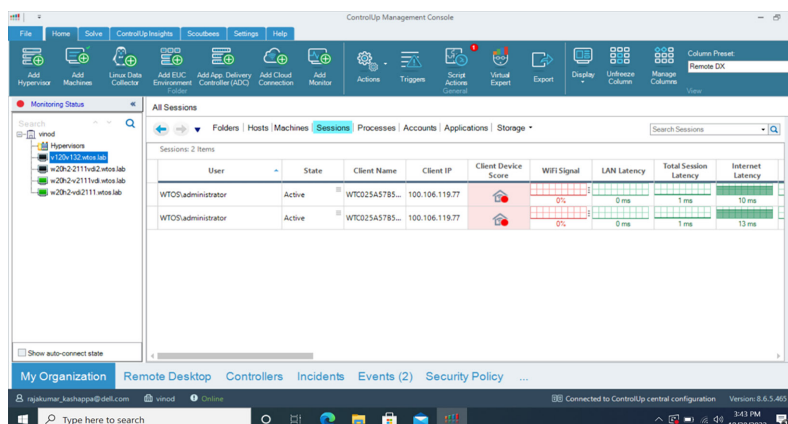 ControlUp Management Console
File Home Solve ControlUp Insights Scoutbees Settings Help
Add Hypervisor
Add Machines
Linux Data Collector
Add EUC Environment
Add App. Delivery Controller (ADC)
Add Cloud Connection
Add Monitor
Folder
Actions
Triggers
Script Actions
Virtual Expert
General
Export
Display
Unfreeze Column
Manage Columns
Column Preset:
Remote DX
View
Monitoring Status
All Sessions
Search
Folders Hosts Machines Sessions Processes Accounts Applications Storage
Search Sessions
vinod
Hypervisors
v120v132.wtos.lab
w20h2-2111vdi2.wtos.lab
w20h2-v2111vdi.wtos.lab
w20h2-vdi2111.wtos.lab
Sessions: 2 Items
User State Client Name Client IP Client Device Score WiFi Signal LAN Latency Total Session Latency Internet Latency
WTOS\administrator Active WTC025A57B5... 100.106.119.77 0% 0 ms 1 ms 10 ms
WTOS\administrator Active WTC025A57B5... 100.106.119.77 0% 0 ms 1 ms 13 ms
Show auto-connect state
My Organization Remote Desktop Controllers Incidents Events (2) Security Policy ...
rajakumar_kashappa@dell.com vinod Online Connected to ControlUp central configuration Version: 8.6.5.465
Type here to search
3:43 PM